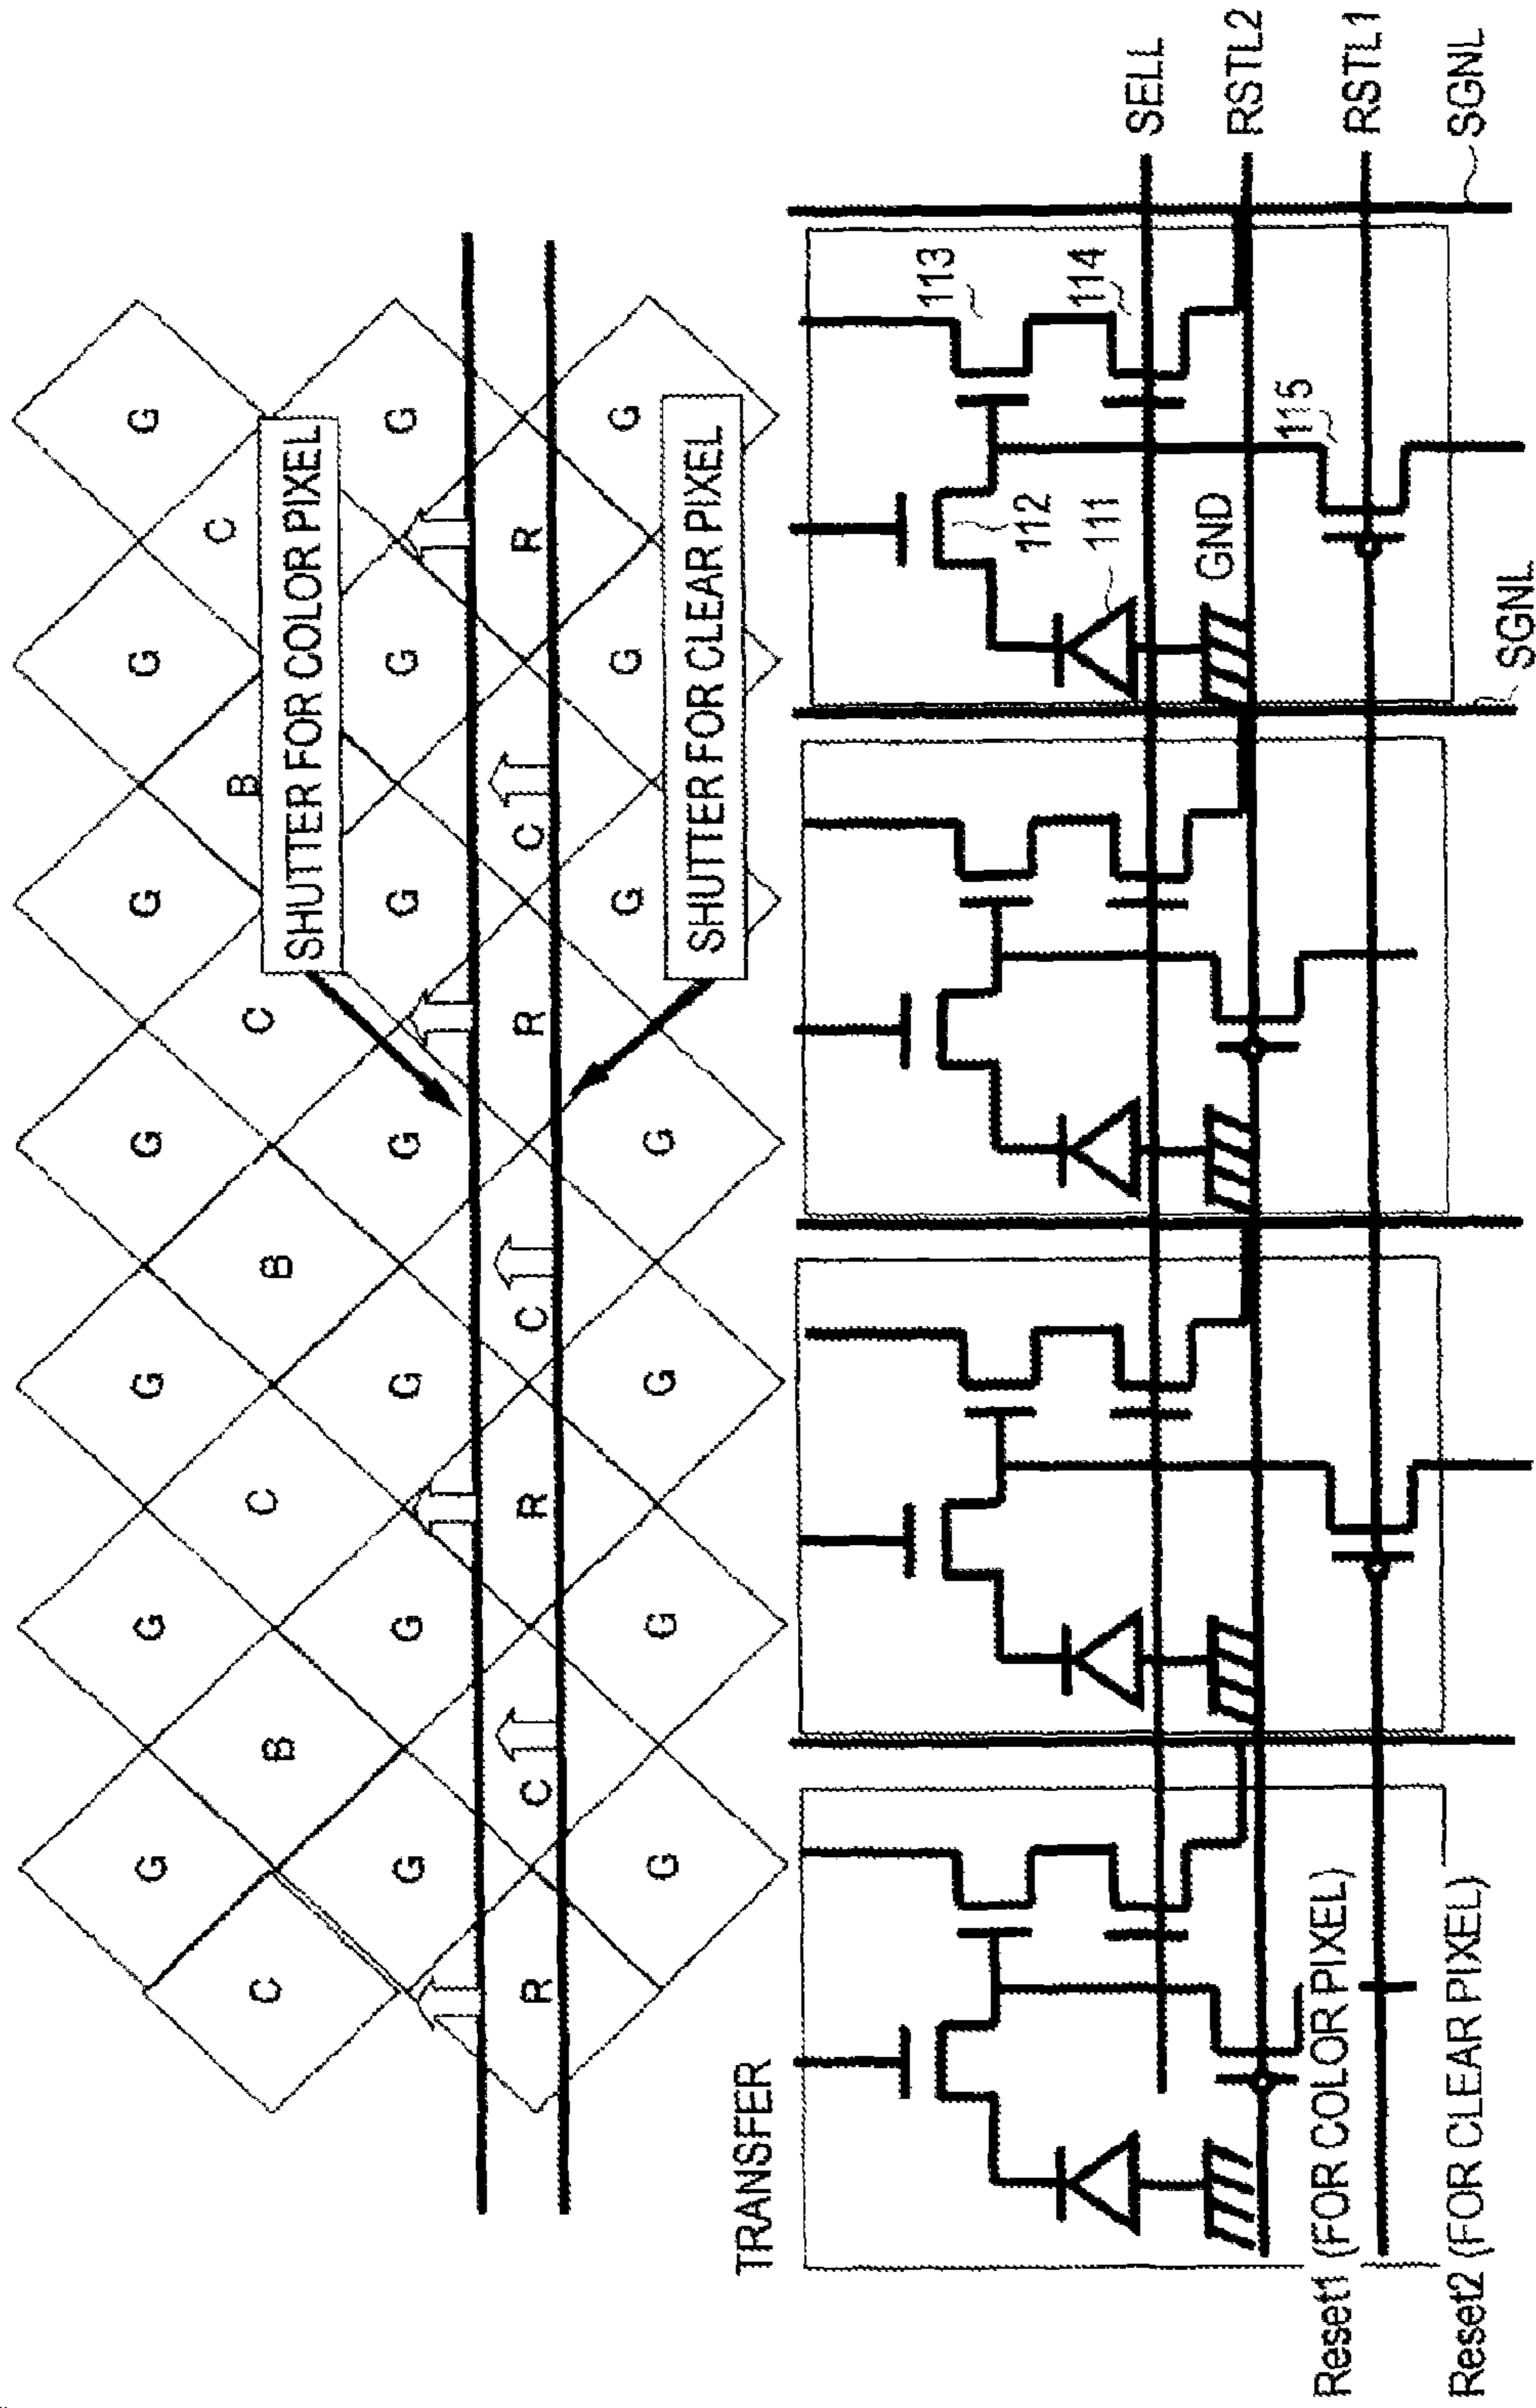 G G G G G G G
C B C B C B C
SHUTTER FOR COLOR PIXEL
G G G G G G G
R C R C R C R
G G G G G G G
SHUTTER FOR CLEAR PIXEL
TRANSFER
113
112
114
111
SELL
GND
RSTL2
115
Reset1 (FOR COLOR PIXEL)
RSTL1
Reset2 (FOR CLEAR PIXEL)
SGNL
SGNL